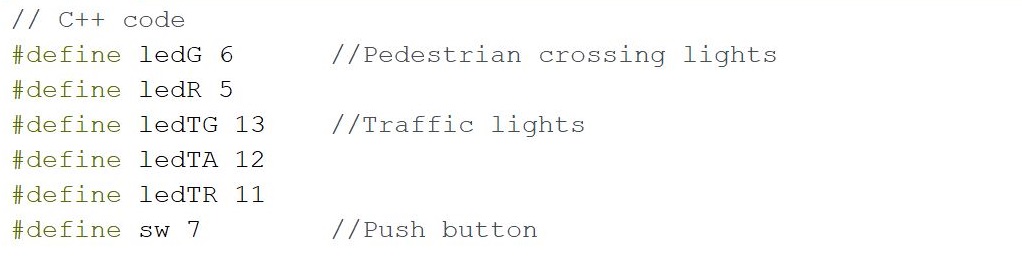 // C++ code
#define ledG 6 //Pedestrian crossing lights
#define ledR 5
#define ledTG 13 //Traffic lights
#define ledTA 12
#define ledTR 11
#define sw 7 //Push button